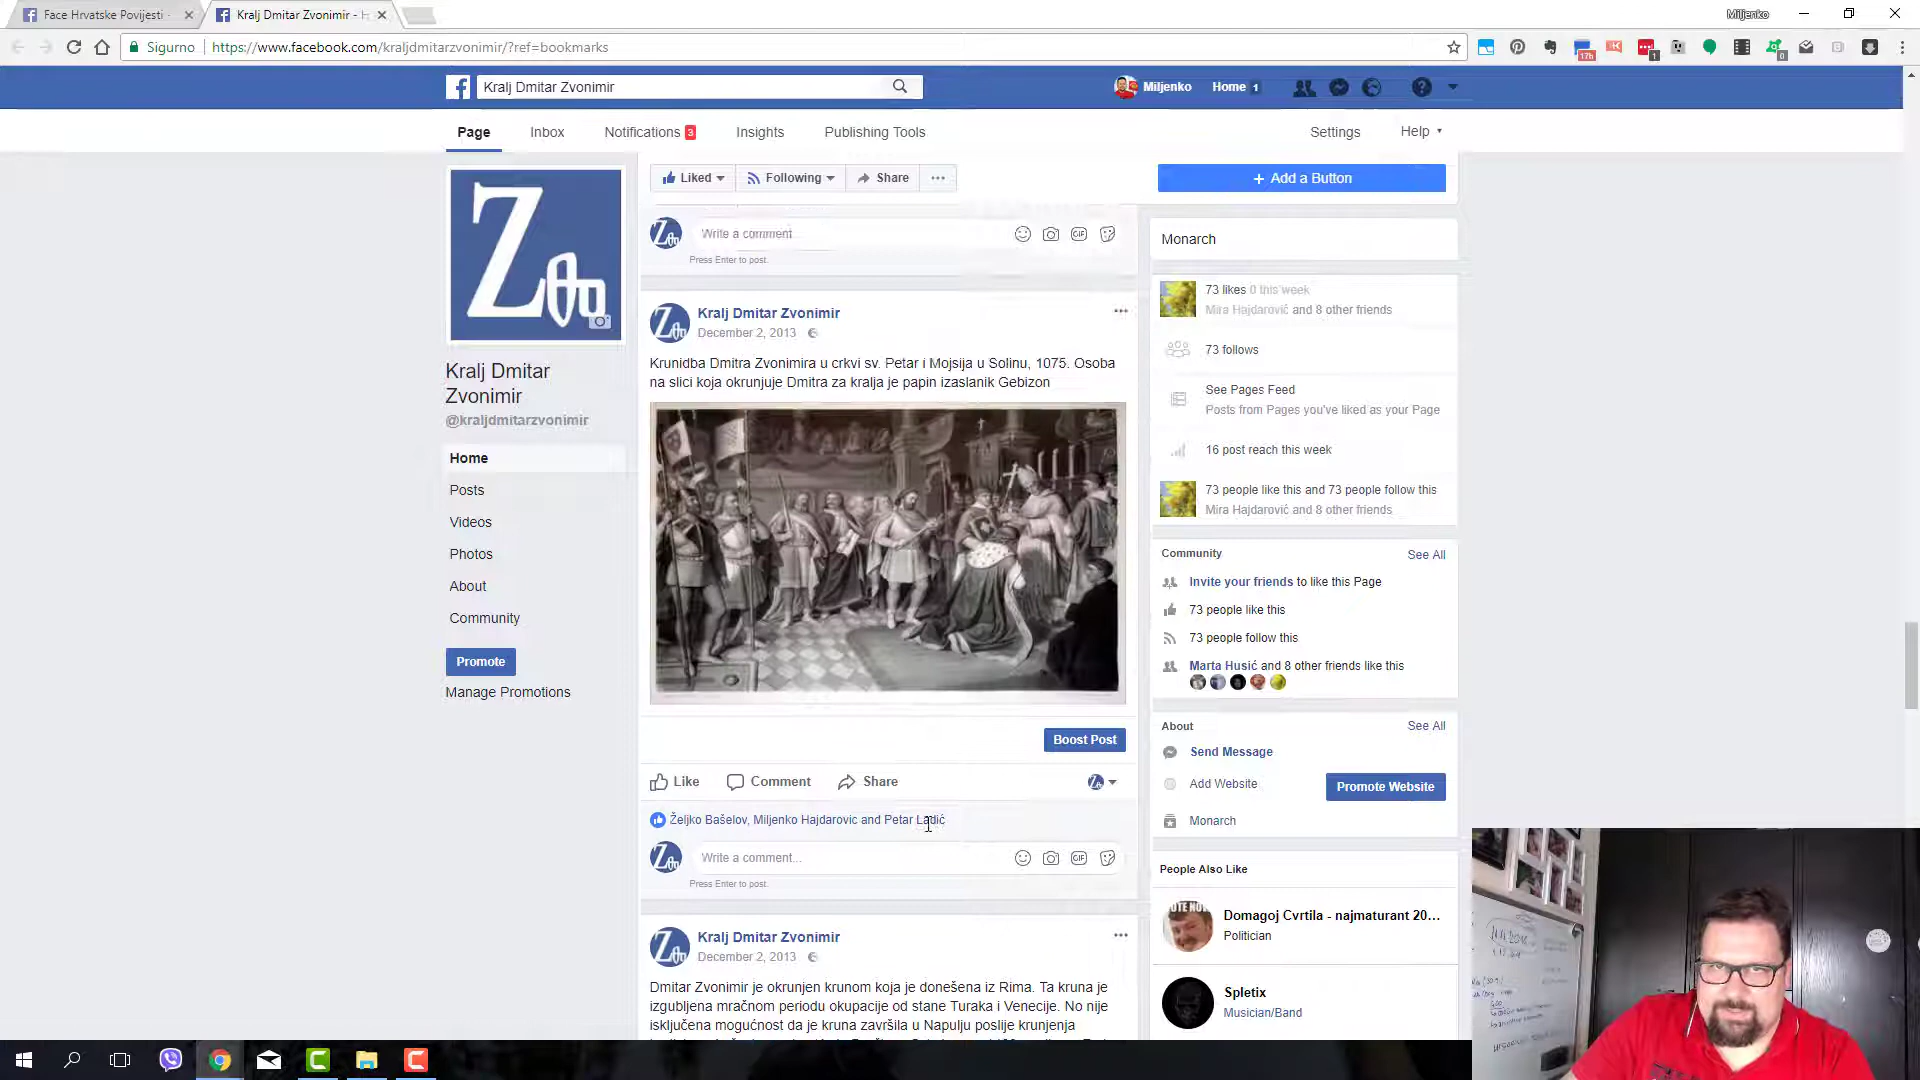 Face Hrvatske Povijesti
Kralj Dmitar Zvonimir - H
Miljenko
Sigurno
https://www.facebook.com/kraljdmitarzvonimir/?ref=bookmarks
17h
1
0
Kralj Dmitar Zvonimir
Miljenko
Home 1
Page
Inbox
Notifications 3
Insights
Publishing Tools
Settings
Help
Liked
Following
Share
+ Add a Button
Write a comment...
GIF
Press Enter to post.
Kralj Dmitar
Zvonimir
@kraljdmitarzvonimir
Home
Posts
Videos
Photos
About
Community
Promote
Manage Promotions
Kralj Dmitar Zvonimir
December 2, 2013
Krunidba Dmitra Zvonimira u crkvi sv. Petar i Mojsija u Solinu, 1075. Osoba
na slici koja okrunjuje Dmitra za kralja je papin izaslanik Gebizon
Boost Post
Like
Comment
Share
Željko Bašelov, Miljenko Hajdarovic and Petar Ladić
Write a comment...
GIF
Press Enter to post.
Kralj Dmitar Zvonimir
December 2, 2013
Dmitar Zvonimir je okrunjen krunom koja je donešena iz Rima. Ta kruna je
izgubljena mračnom periodu okupacije od stane Turaka i Venecije. No nije
isključena mogućnost da je kruna završila u Napulju poslije krunjenja
Monarch
73 likes 0 this week
Mira Hajdarović and 8 other friends
73 follows
See Pages Feed
Posts from Pages you've liked as your Page
16 post reach this week
73 people like this and 73 people follow this
Mira Hajdarović and 8 other friends
Community
See All
Invite your friends to like this Page
73 people like this
73 people follow this
Marta Husić and 8 other friends like this
About
See All
Send Message
Add Website
Promote Website
Monarch
People Also Like
Domagoj Cvrtila - najmaturant 20...
Politician
Spletix
Musician/Band